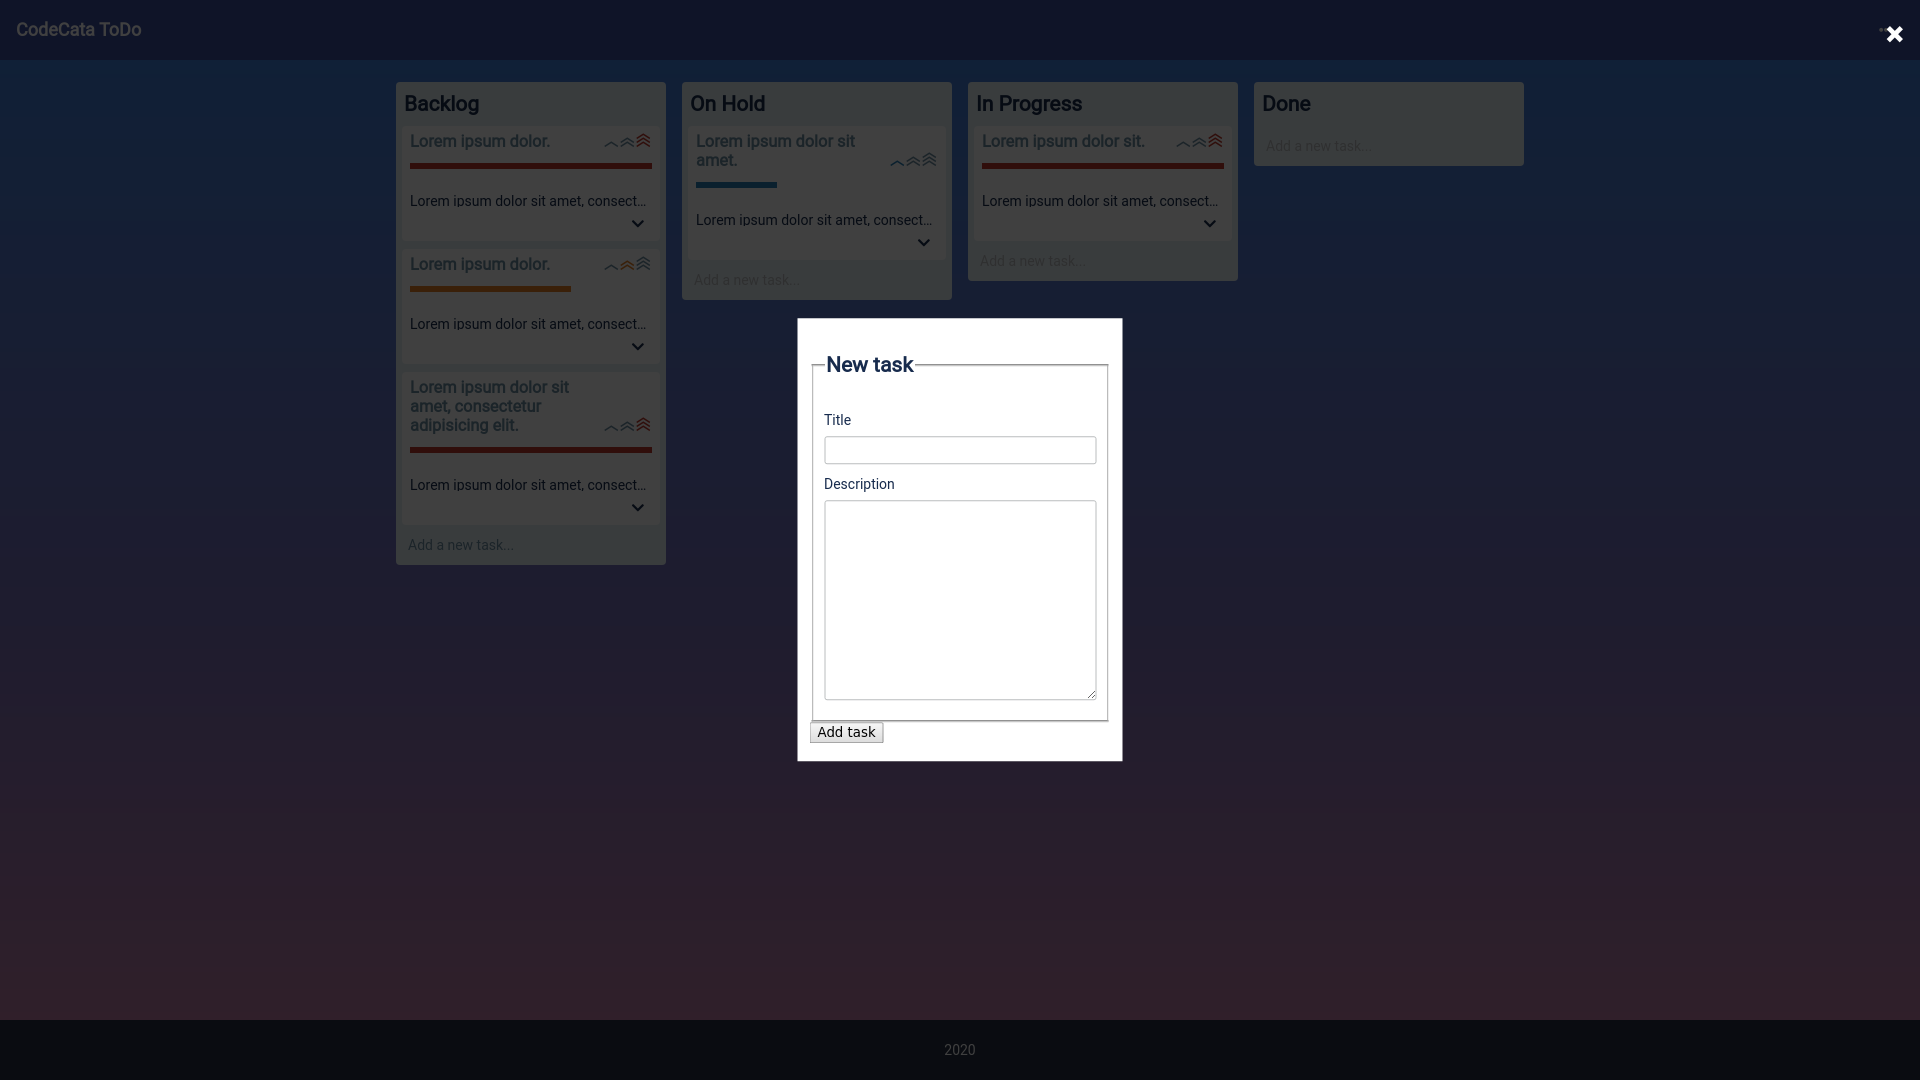 CodeCata ToDo
Backlog
Lorem ipsum dolor.
Lorem ipsum dolor sit amet, consect...
Lorem ipsum dolor.
Lorem ipsum dolor sit amet, consect...
Lorem ipsum dolor sit
amet, consectetur
adipisicing elit.
Lorem ipsum dolor sit amet, consect...
Add a new task...
On Hold
Lorem ipsum dolor sit
amet.
Lorem ipsum dolor sit amet, consect...
Add a new task...
In Progress
Lorem ipsum dolor sit.
Lorem ipsum dolor sit amet, consect...
Add a new task...
Done
Add a new task...
New task
Title
Description
Add task
2020